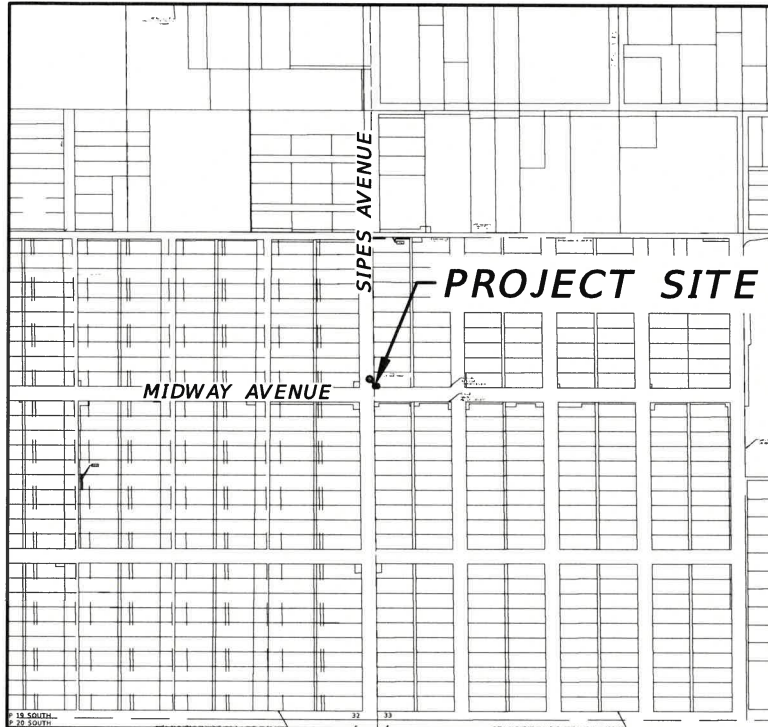 SIPES AVENUE
PROJECT SITE
MIDWAY AVENUE
P 19 SOUTH 32 33
P 20 SOUTH